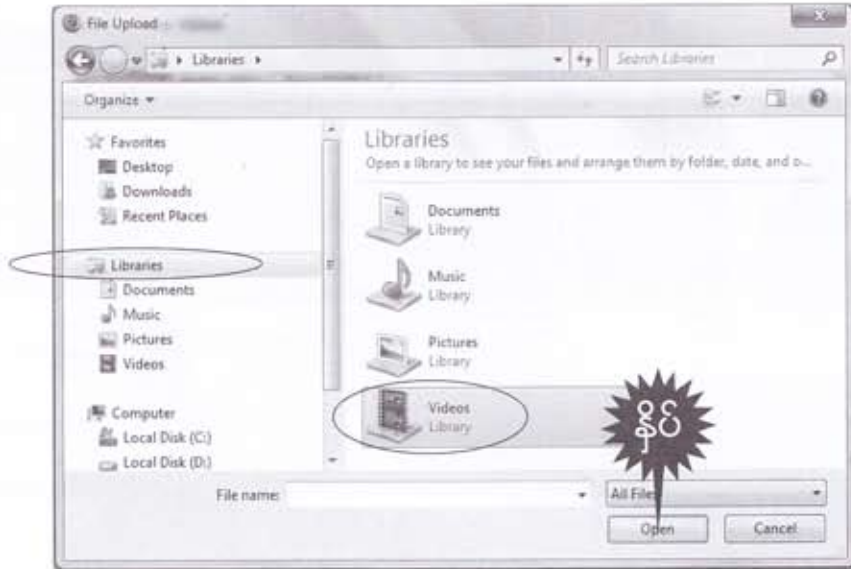 File Upload
Libraries
Search Libraries
Organize
Favorites
Desktop
Downloads
Recent Places
Libraries
Documents
Music
Pictures
Videos
Computer
Local Disk (C:)
Local Disk (D:)
Libraries
Open a library to see your files and arrange them by folder, date, and o...
Documents
Library
Music
Library
Pictures
Library
Videos
Library
နှိပ်
File name:
All Files
Open
Cancel